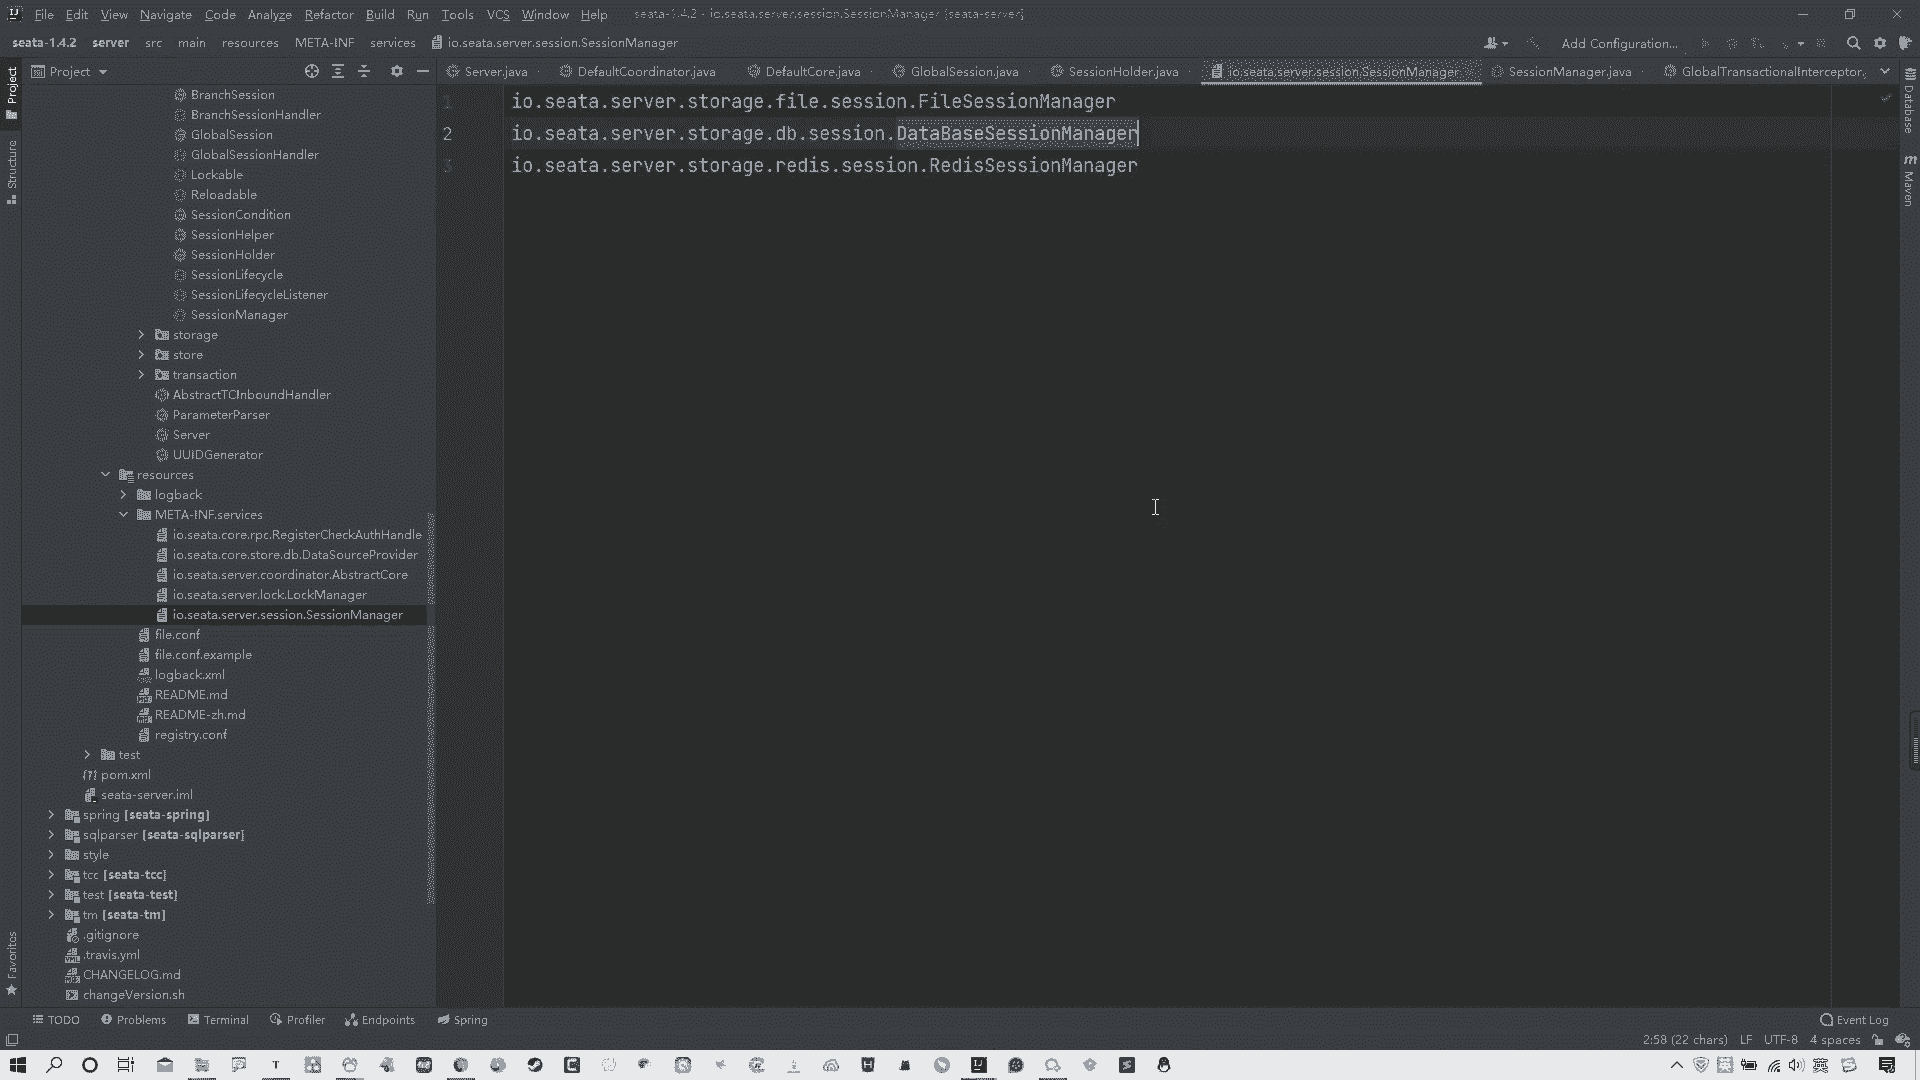 File Edit View Navigate Code Analyze Refactor Build Run Tools VCS Window Help seata-1.4.2 - io.seata.server.session.SessionManager [seata-server]
seata-1.4.2 server src main resources META-INF services io.seata.server.session.SessionManager Add Configuration...
Project
Server.java DefaultCoordinator.java DefaultCore.java GlobalSession.java SessionHolder.java io.seata.server.session.SessionManager SessionManager.java GlobalTransactionalInterceptor.
Project
Structure
Favorites
Database
Maven
BranchSession
BranchSessionHandler
GlobalSession
GlobalSessionHandler
Lockable
Reloadable
SessionCondition
SessionHelper
SessionHolder
SessionLifecycle
SessionLifecycleListener
SessionManager
storage
store
transaction
AbstractTCInboundHandler
ParameterParser
Server
UUIDGenerator
resources
logback
META-INF.services
io.seata.core.rpc.RegisterCheckAuthHandle
io.seata.core.store.db.DataSourceProvider
io.seata.server.coordinator.AbstractCore
io.seata.server.lock.LockManager
io.seata.server.session.SessionManager
file.conf
file.conf.example
logback.xml
README.md
README-zh.md
registry.conf
test
pom.xml
seata-server.iml
spring [seata-spring]
sqlparser [seata-sqlparser]
style
tcc [seata-tcc]
test [seata-test]
tm [seata-tm]
.gitignore
.travis.yml
CHANGELOG.md
changeVersion.sh
1 io.seata.server.storage.file.session.FileSessionManager
2 io.seata.server.storage.db.session.DataBaseSessionManager
3 io.seata.server.storage.redis.session.RedisSessionManager
TODO Problems Terminal Profiler Endpoints Spring Event Log
2:58 (22 chars) LF UTF-8 4 spaces
英